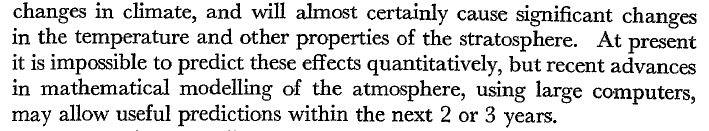 changes in climate, and will almost certainly cause significant changes
in the temperature and other properties of the stratosphere. At present
it is impossible to predict these effects quantitatively, but recent advances
in mathematical modelling of the atmosphere, using large computers,
may allow useful predictions within the next 2 or 3 years.